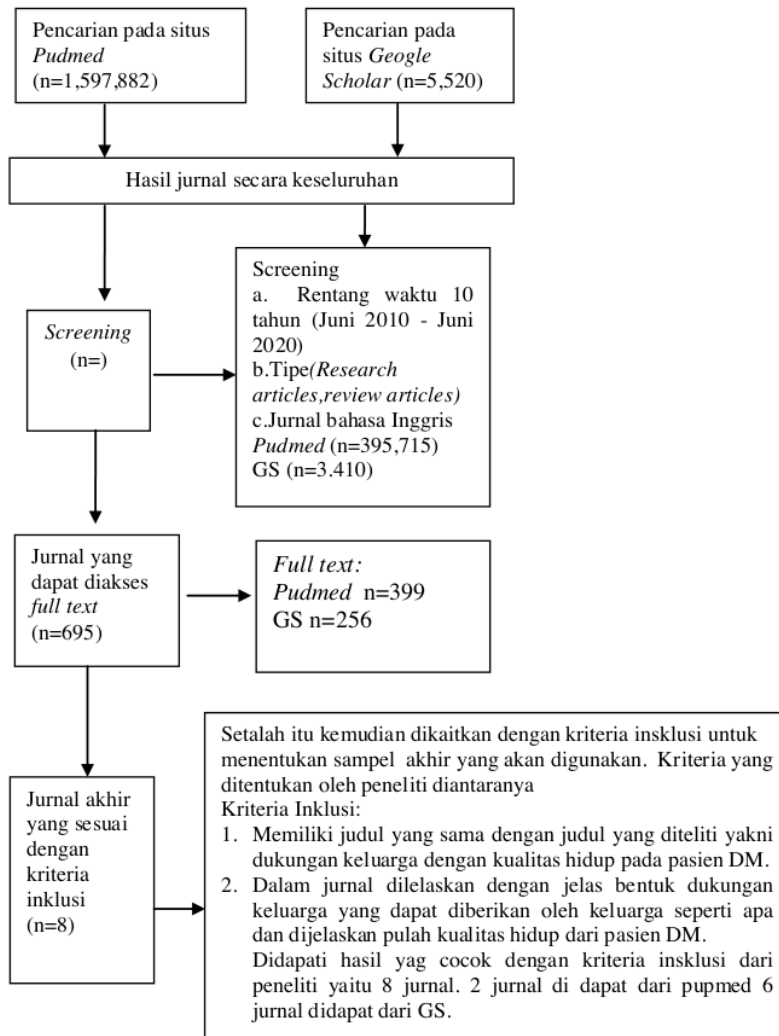 Pencarian pada situs
Pudmed
(n=1,597,882)
Pencarian pada
situs Geogle
Scholar (n=5,520)
Hasil jurnal secara keseluruhan
Screening
(n=)
Screening
a. Rentang waktu 10
tahun (Juni 2010 - Juni
2020)
b.Tipe(Research
articles,review articles)
c.Jurnal bahasa Inggris
Pudmed (n=395,715)
GS (n=3.410)
Jurnal yang
dapat diakses
full text
(n=695)
Full text:
Pudmed n=399
GS n=256
Jurnal akhir
yang sesuai
dengan
kriteria
inklusi
(n=8)
Setalah itu kemudian dikaitkan dengan kriteria insklusi untuk
menentukan sampel akhir yang akan digunakan. Kriteria yang
ditentukan oleh peneliti diantaranya
Kriteria Inklusi:
1. Memiliki judul yang sama dengan judul yang diteliti yakni
dukungan keluarga dengan kualitas hidup pada pasien DM.
2. Dalam jurnal dilelaskan dengan jelas bentuk dukungan
keluarga yang dapat diberikan oleh keluarga seperti apa
dan dijelaskan pulah kualitas hidup dari pasien DM.
Didapati hasil yag cocok dengan kriteria insklusi dari
peneliti yaitu 8 jurnal. 2 jurnal di dapat dari pupmed 6
jurnal didapat dari GS.